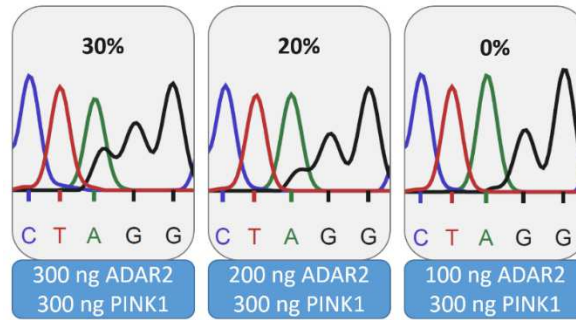 30%
20%
0%
C T A G G
C T A G G
C T A G G
300 ng ADAR2
300 ng PINK1
200 ng ADAR2
300 ng PINK1
100 ng ADAR2
300 ng PINK1